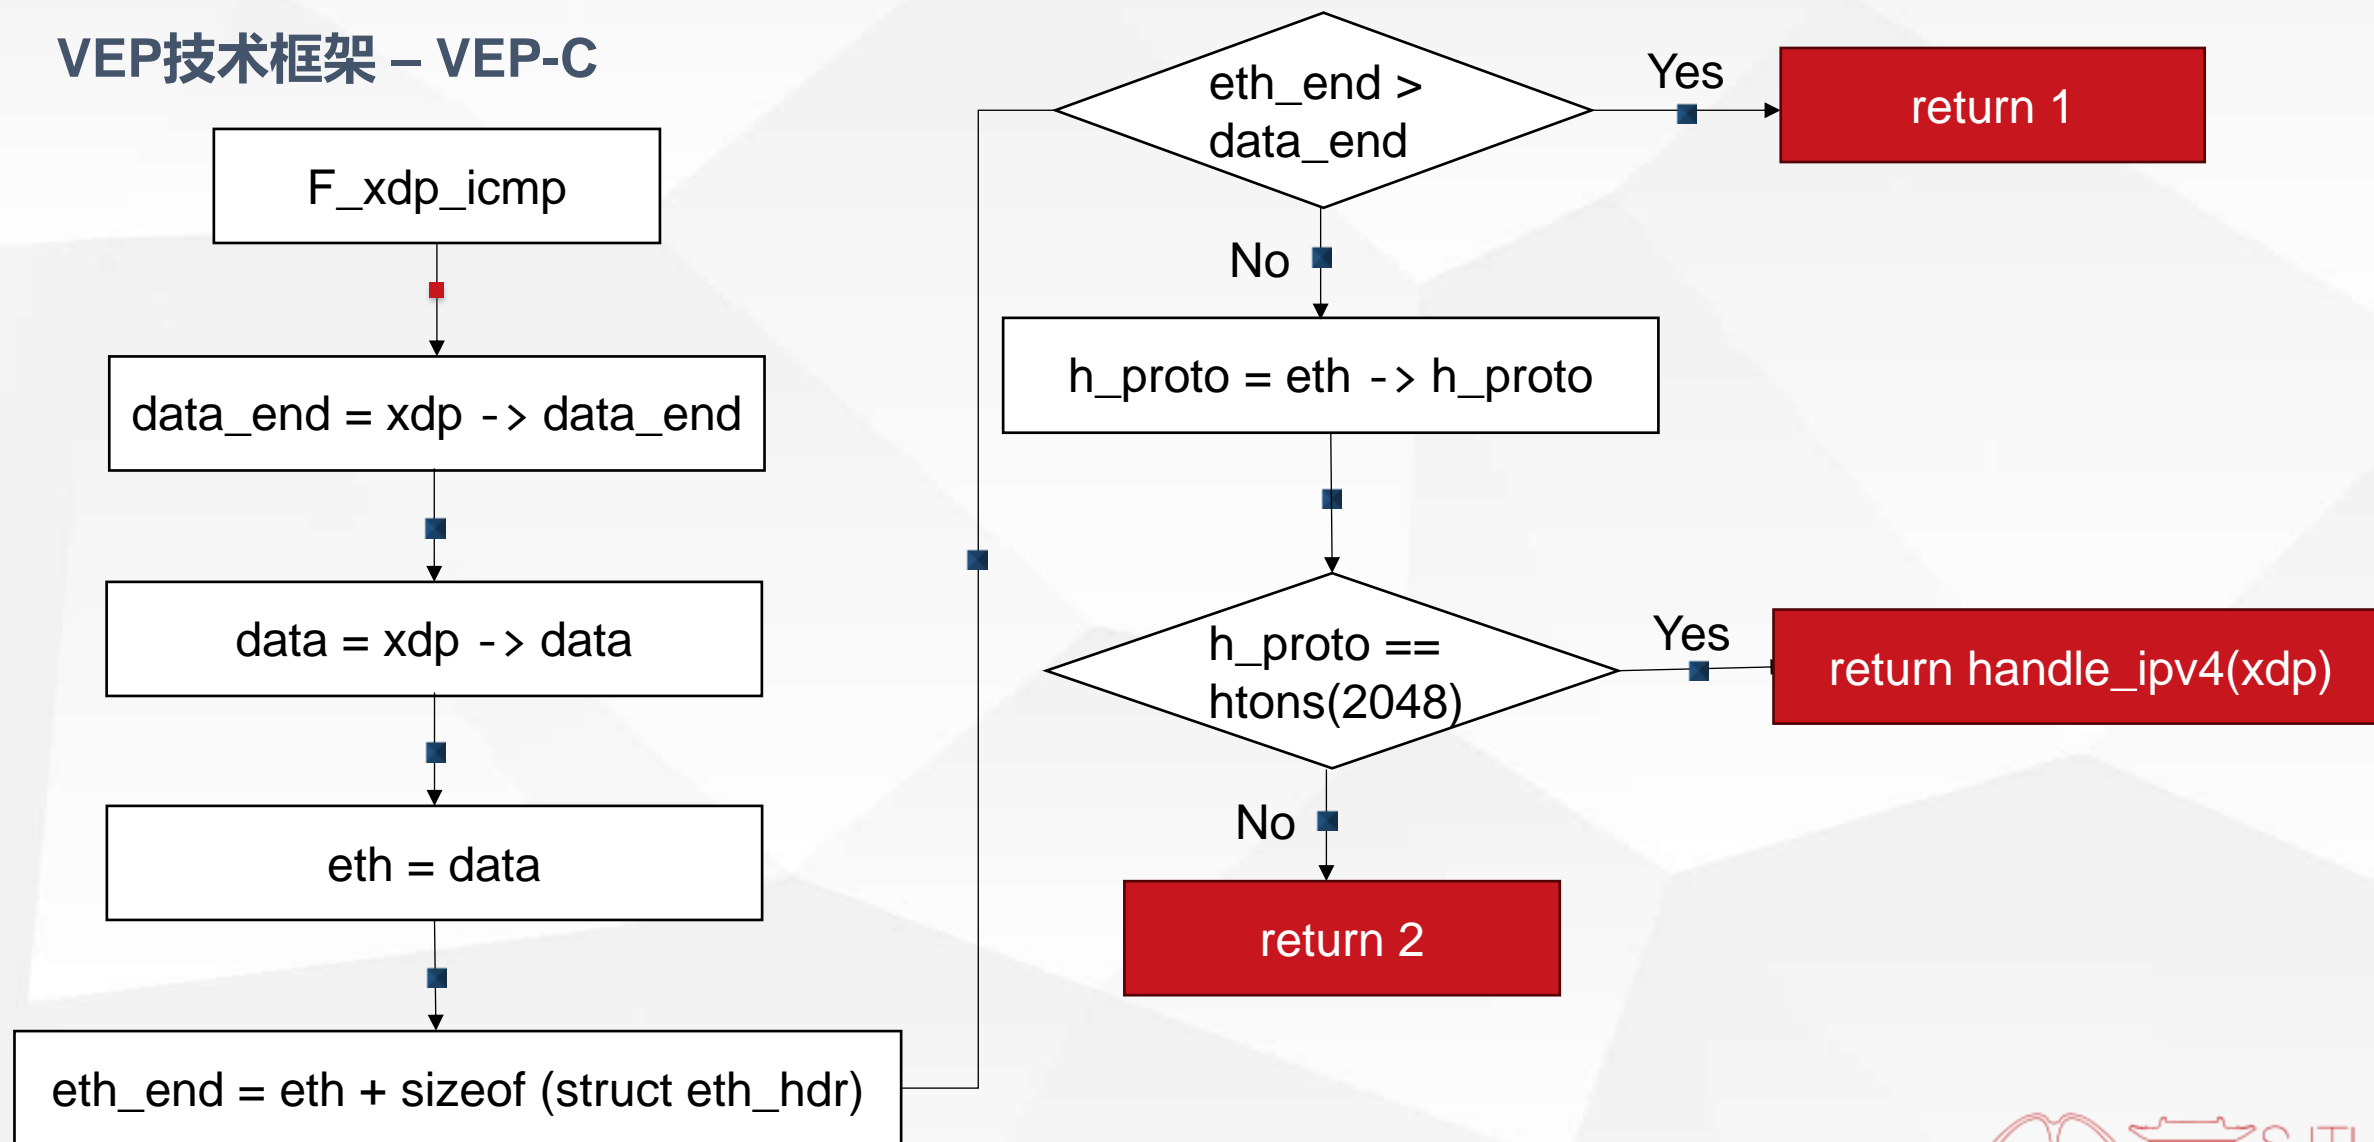 VEP技术框架 – VEP-C
F_xdp_icmp
data_end = xdp -> data_end
data = xdp -> data
eth = data
eth_end = eth + sizeof (struct eth_hdr)
eth_end >
data_end
Yes
return 1
No
h_proto = eth -> h_proto
h_proto ==
htons(2048)
Yes
return handle_ipv4(xdp)
No
return 2